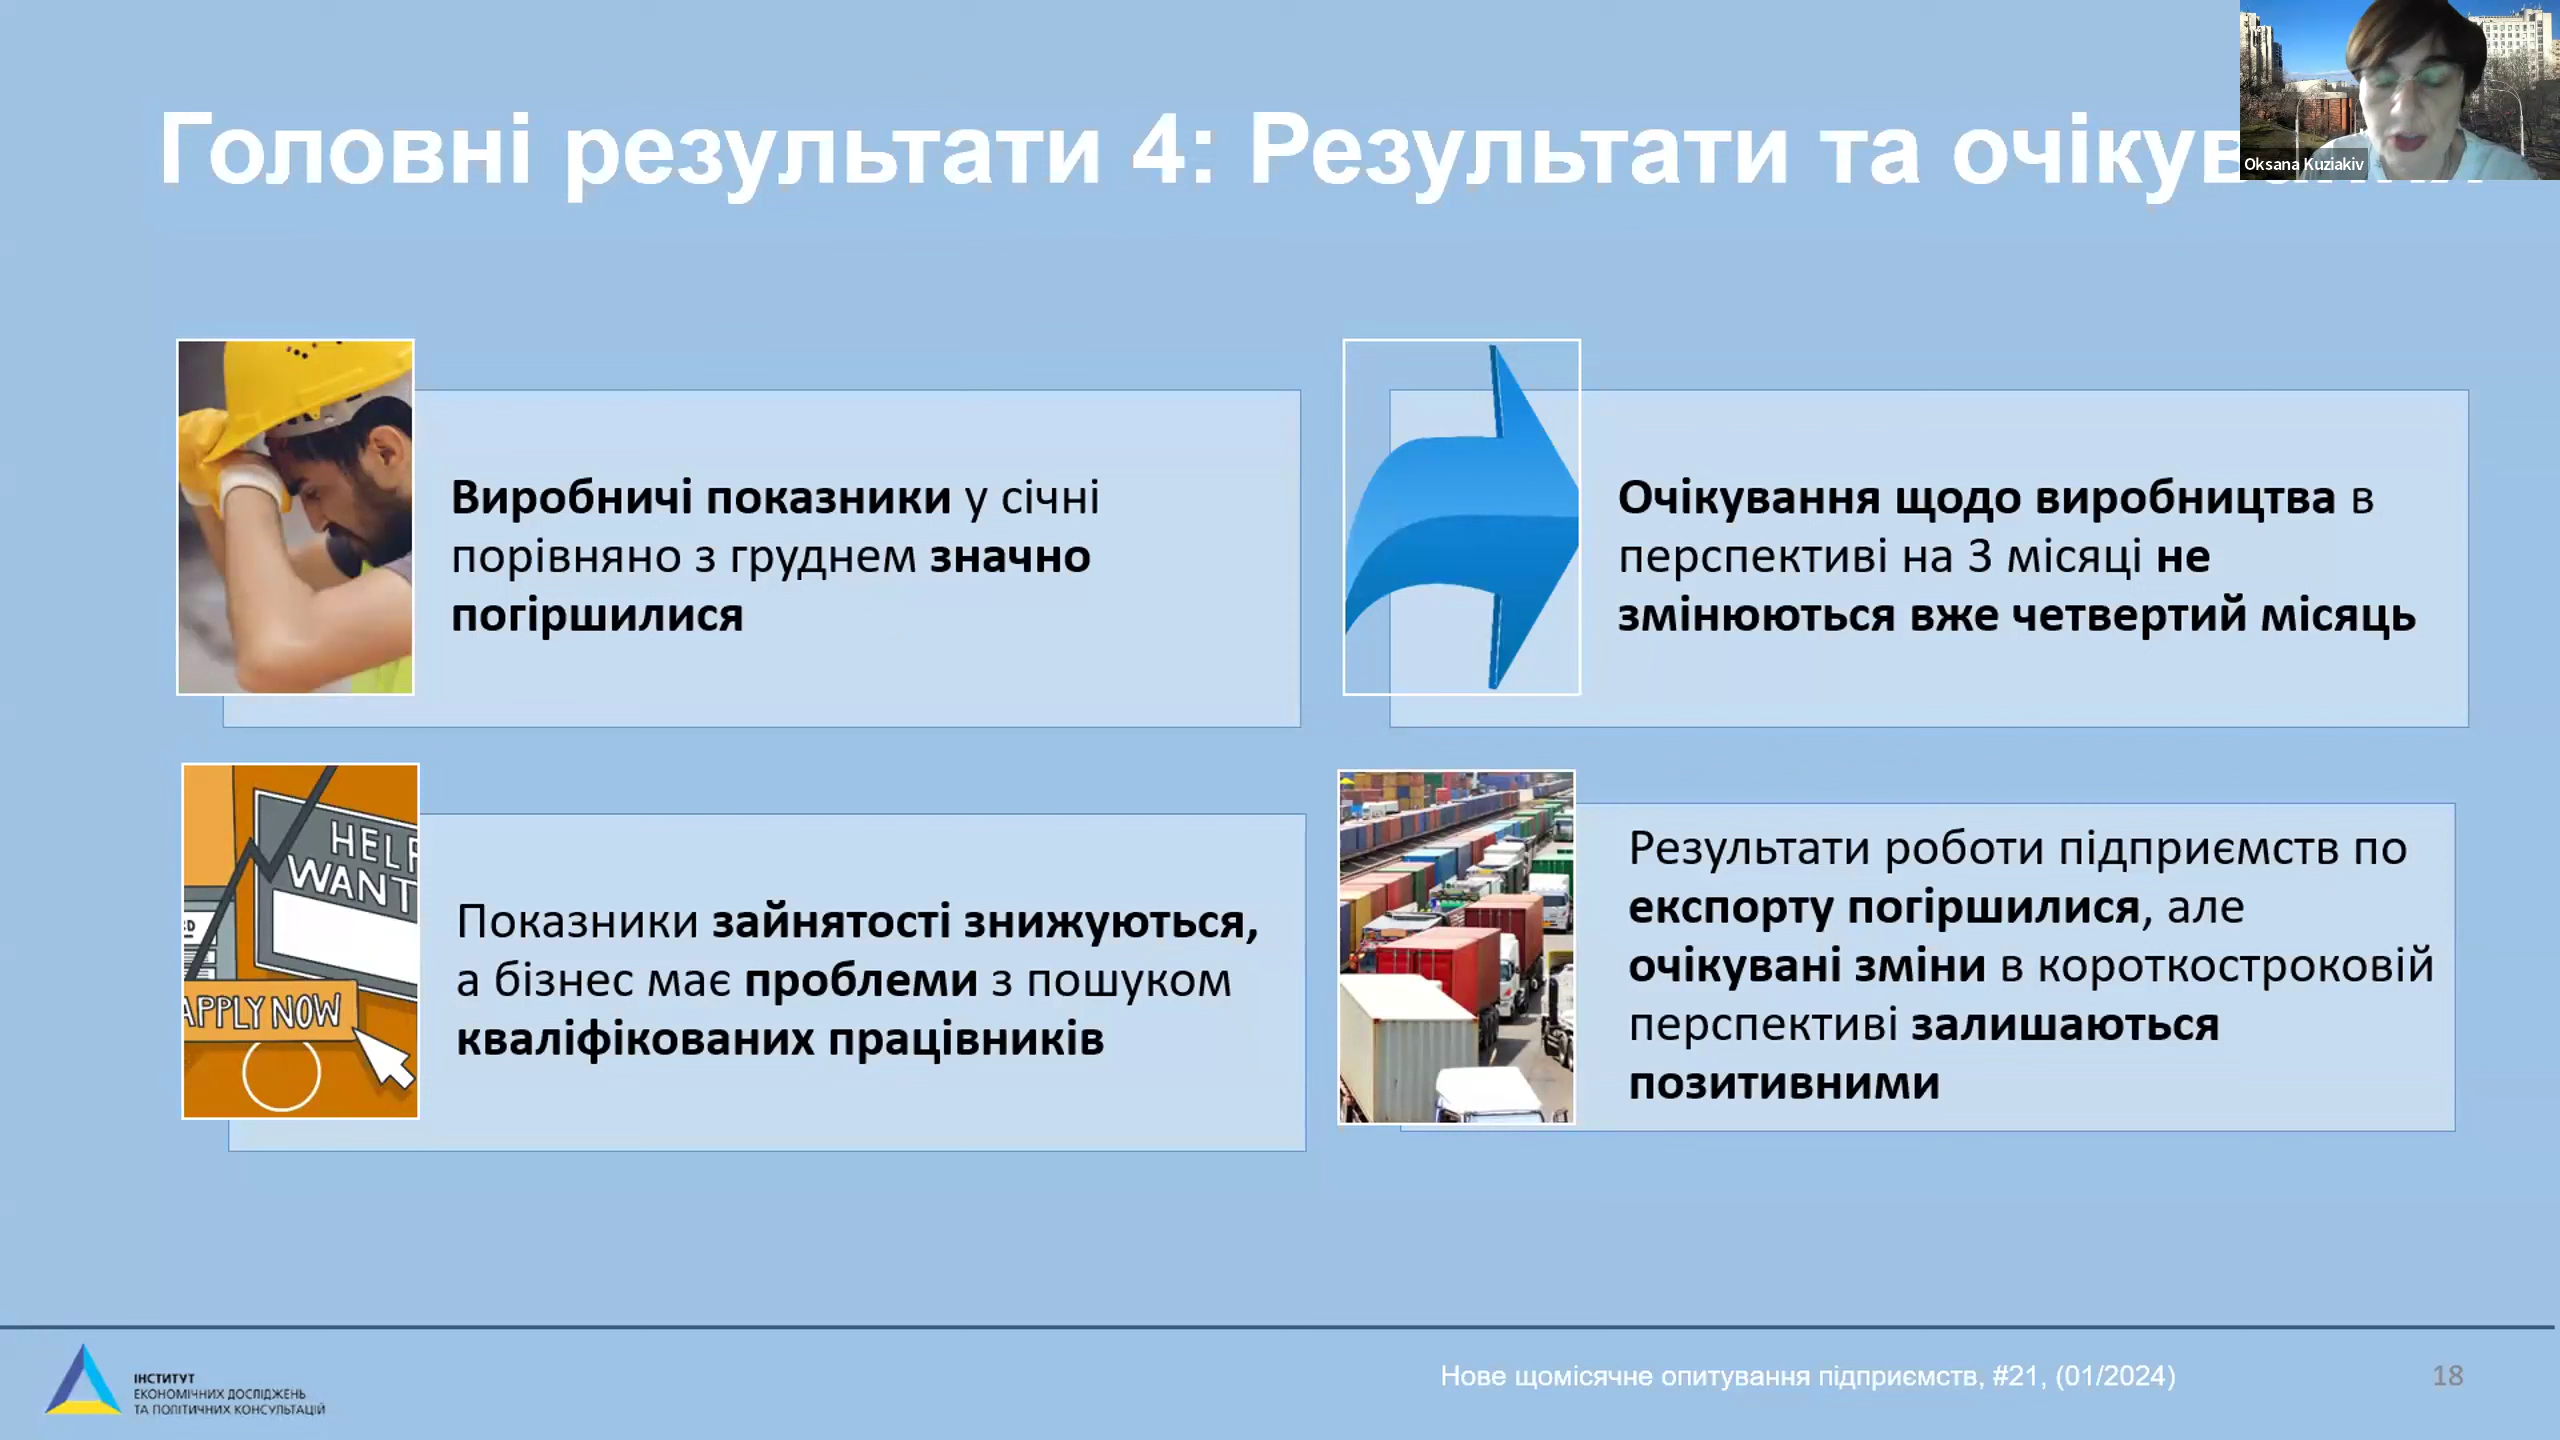 Головні результати 4: Результати та
Oksana Kuziakiv
Виробничі показники у січні
порівняно з груднем значно
погіршилися
Очікування щодо виробництва в
перспективі на 3 місяці не
змінюються вже четвертий місяць
HELP
WANT
APPLY NOW
Показники зайнятості знижуються,
а бізнес має проблеми з пошуком
кваліфікованих працівників
Результати роботи підприємств по
експорту погіршилися, але
очікувані зміни в короткостроковій
перспективі залишаються
позитивними
ІНСТИТУТ
ЕКОНОМІЧНИХ ДОСЛІДЖЕНЬ
ТА ПОЛІТИЧНИХ КОНСУЛЬТАЦІЙ
Нове щомісячне опитування підприємств, #21, (01/2024)
18